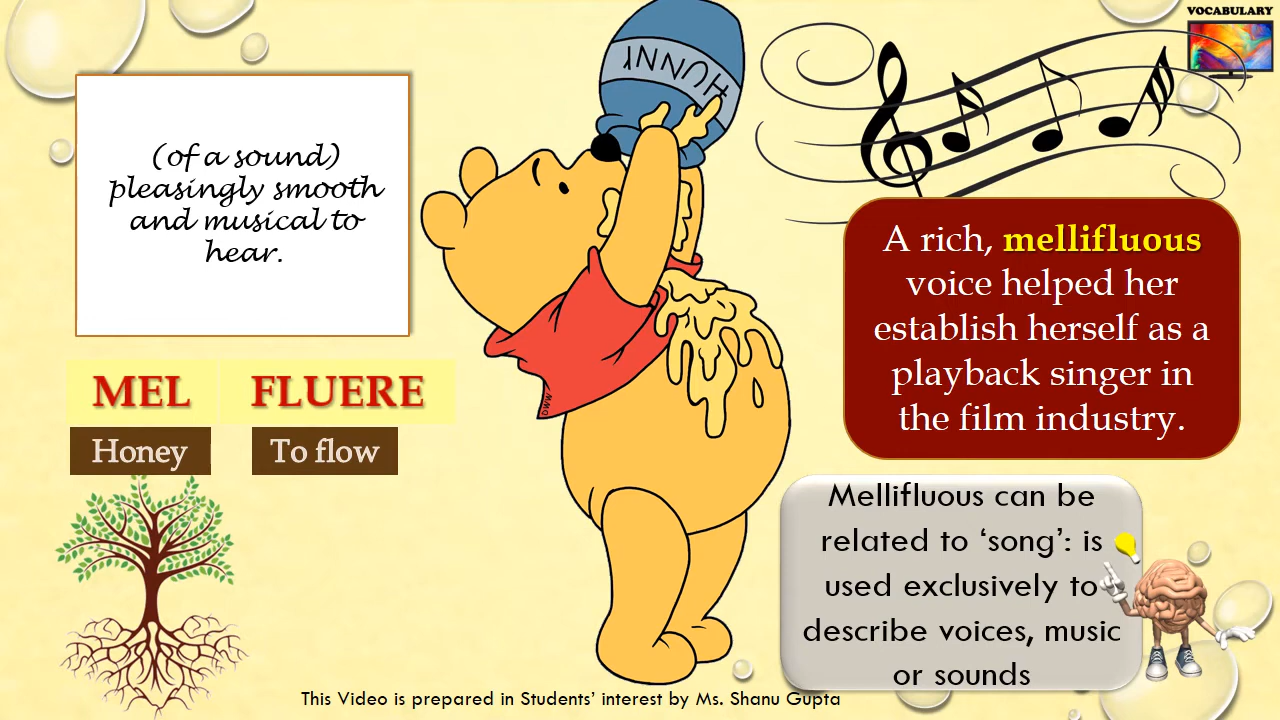 VOCABULARY
(of a sound)
pleasingly smooth
and musical to
hear.
HUNNY
A rich, mellifluous
voice helped her
establish herself as a
playback singer in
the film industry.
MEL FLUERE
Honey To flow
DWW
Mellifluous can be
related to ‘song’: is
used exclusively to
describe voices, music
or sounds
This Video is prepared in Students’ interest by Ms. Shanu Gupta